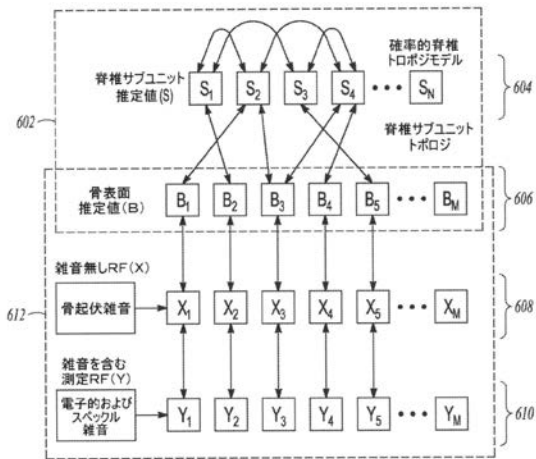 確率的脊椎
トロポジモデル
脊椎サブユニット
推定値(S)
S1 S2 S3 S4 ••• SN
604
602
脊椎サブユニット
トポロジ
骨表面
推定値(B)
B1 B2 B3 B4 B5 ••• BM
606
雑音無しRF(X)
骨起伏雑音
X1 X2 X3 X4 X5 ••• XM
608
612
雑音を含む
測定RF(Y)
電子的および
スペックル
雑音
Y1 Y2 Y3 Y4 Y5 ••• YM
610